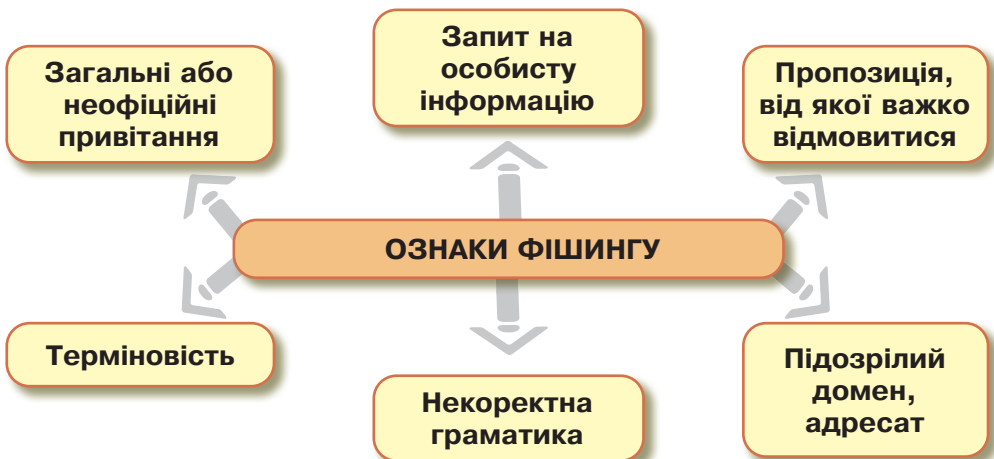 Загальні або
неофіційні
привітання
Запит на
особисту
інформацію
Пропозиція,
від якої важко
відмовитися
ОЗНАКИ ФІШИНГУ
Терміновість
Некоректна
граматика
Підозрілий
домен,
адресат